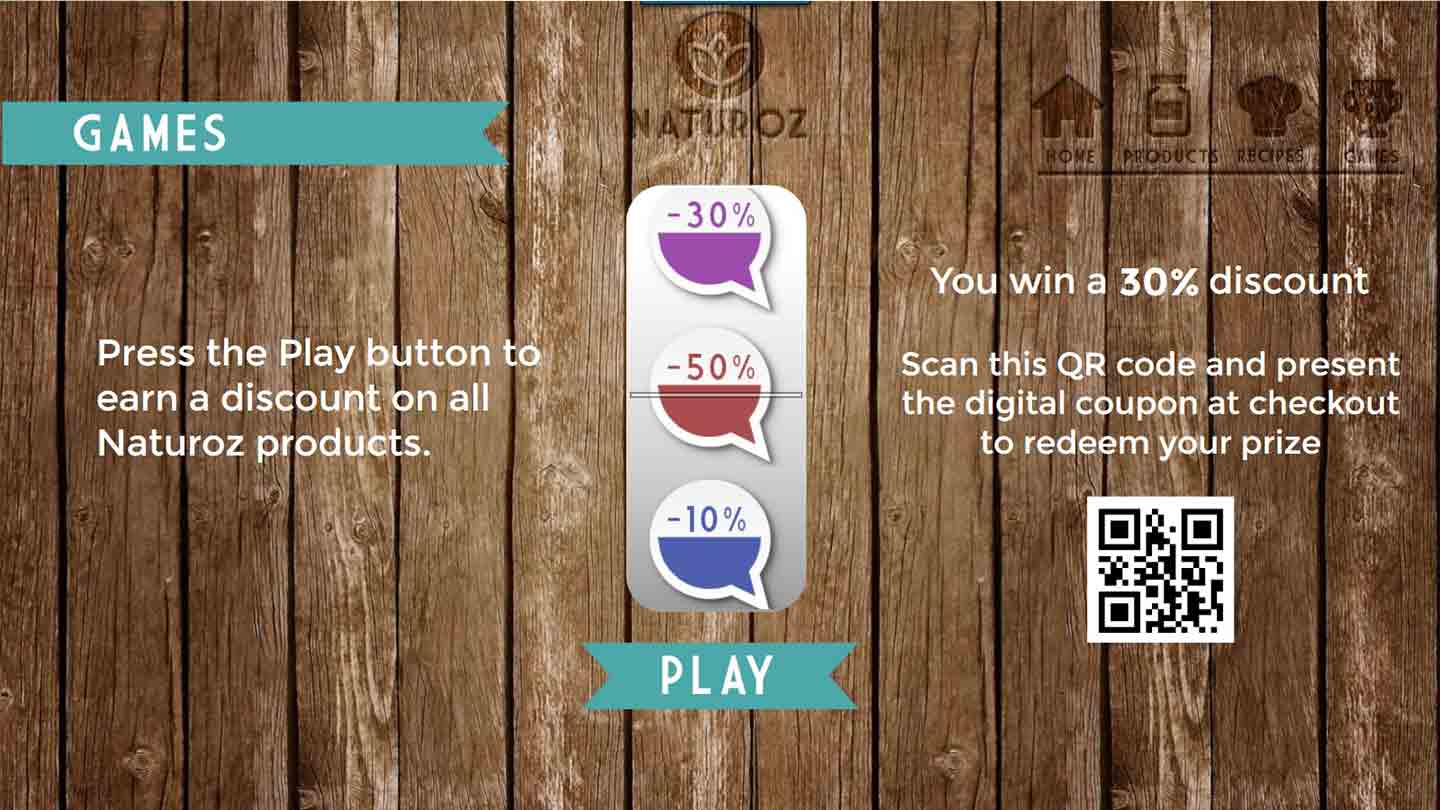 NATUROZ
HOME PRODUCTS RECIPES GAMES
GAMES
Press the Play button to
earn a discount on all
Naturoz products.
-30%
-50%
-10%
PLAY
You win a 30% discount
Scan this QR code and present
the digital coupon at checkout
to redeem your prize